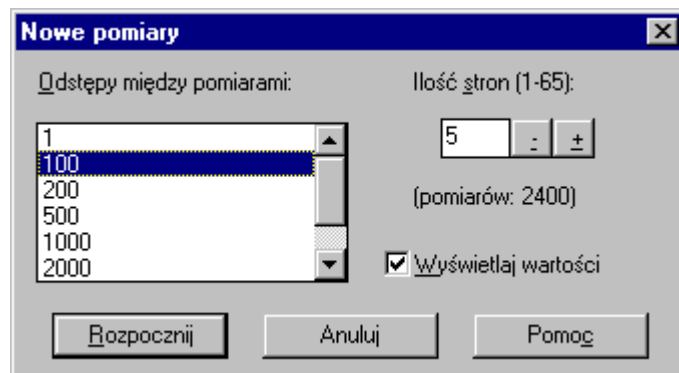 Nowe pomiary
Odstępy między pomiarami:
1
100
200
500
1000
2000
Ilość stron (1-65):
5 - +
(pomiarów: 2400)
Wyświetlaj wartości
Rozpocznij
Anuluj
Pomoc